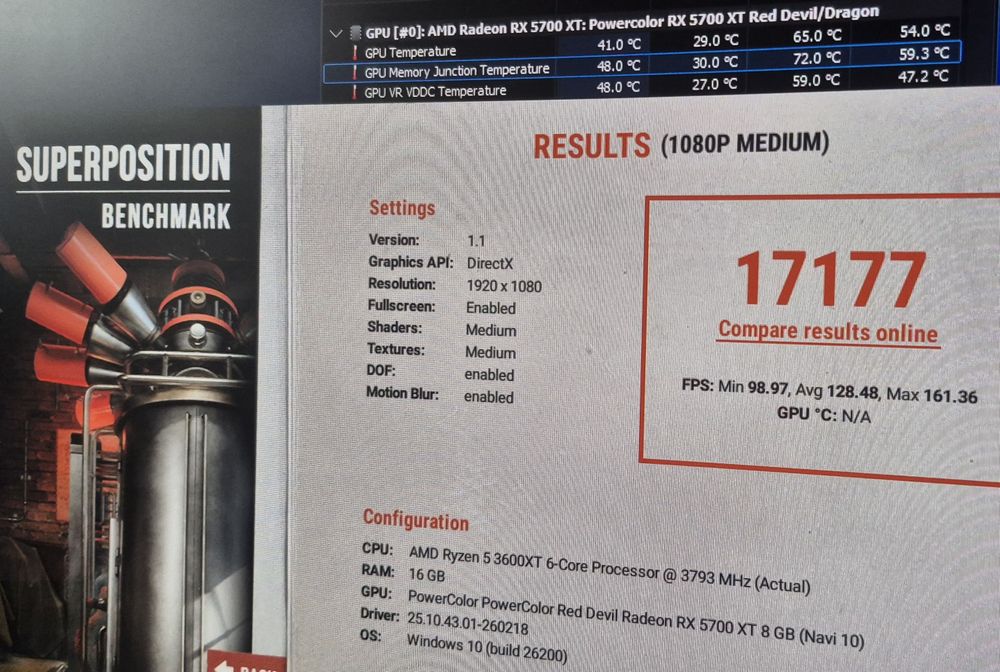 GPU [#0]: AMD Radeon RX 5700 XT: Powercolor RX 5700 XT Red Devil/Dragon
GPU Temperature 41.0 °C 29.0 °C 65.0 °C 54.0 °C
GPU Memory Junction Temperature 48.0 °C 30.0 °C 72.0 °C 59.3 °C
GPU VR VDDC Temperature 48.0 °C 27.0 °C 59.0 °C 47.2 °C
SUPERPOSITION
BENCHMARK
RESULTS (1080P MEDIUM)
Settings
Version: 1.1
Graphics API: DirectX
Resolution: 1920 x 1080
Fullscreen: Enabled
Shaders: Medium
Textures: Medium
DOF: enabled
Motion Blur: enabled
17177
Compare results online
FPS: Min 98.97, Avg 128.48, Max 161.36
GPU °C: N/A
Configuration
CPU: AMD Ryzen 5 3600XT 6-Core Processor @ 3793 MHz (Actual)
RAM: 16 GB
GPU: PowerColor PowerColor Red Devil Radeon RX 5700 XT 8 GB (Navi 10)
Driver: 25.10.43.01-260218
OS: Windows 10 (build 26200)